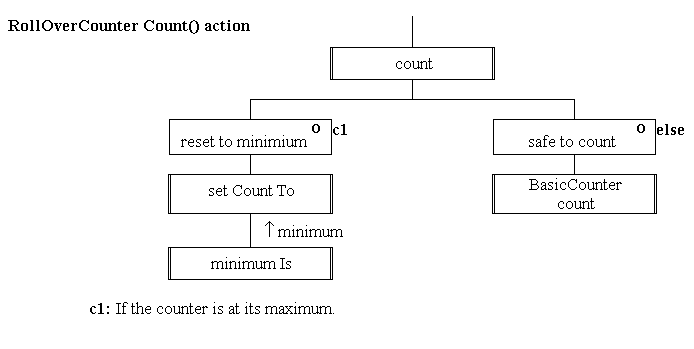 RollOverCounter Count() action
count
reset to minimium
O
c1
safe to count
O
else
set Count To
BasicCounter
count
↑ minimum
minimum Is
c1: If the counter is at its maximum.